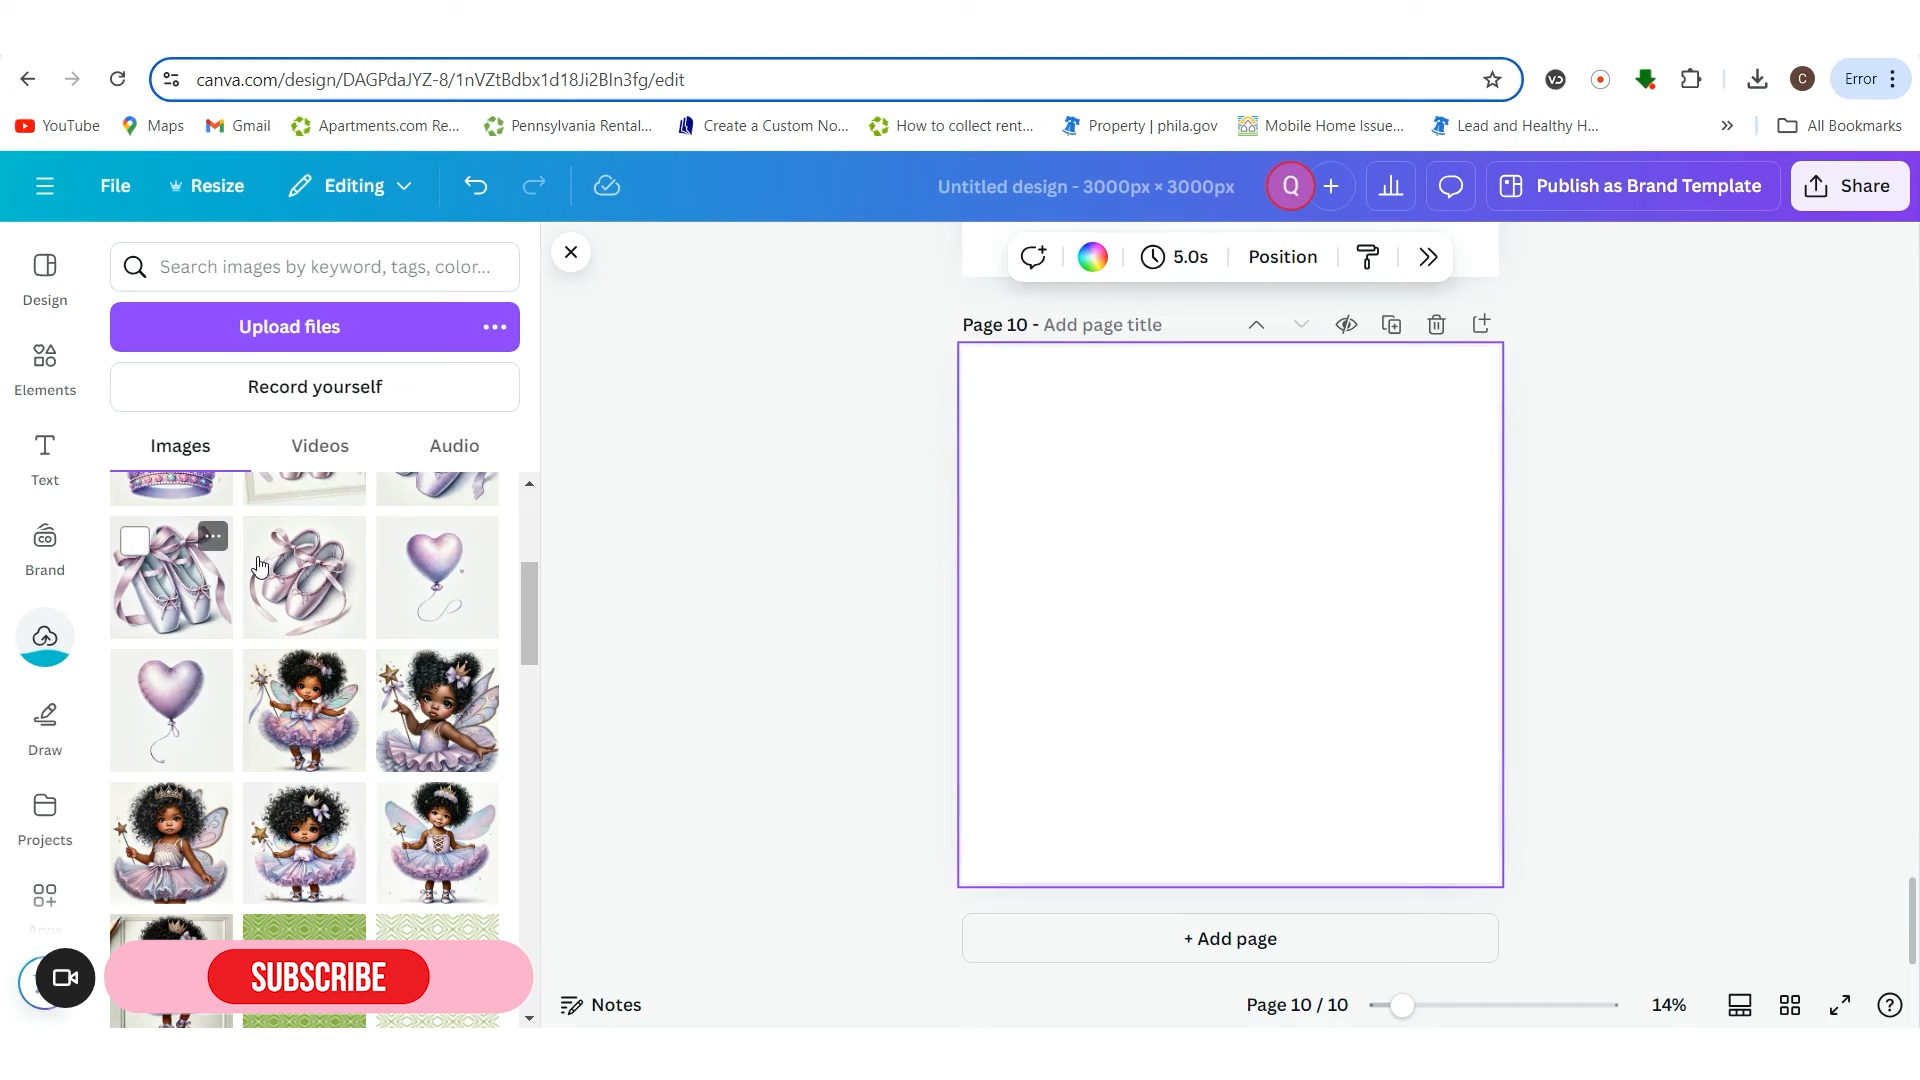 canva.com/design/DAGPdaJYZ-8/1nVZtBdbx1d18Ji2BIn3fg/edit
C
Error
YouTube
Maps
Gmail
Apartments.com Re...
Pennsylvania Rental...
Create a Custom No...
How to collect rent...
Property | phila.gov
Mobile Home Issue...
Lead and Healthy H...
All Bookmarks
File
Resize
Editing
Untitled design - 3000px × 3000px
Q
Publish as Brand Template
Share
Design
Elements
Text
Brand
Draw
Projects
Apps
Search images by keyword, tags, color...
Upload files
Record yourself
Images
Videos
Audio
5.0s
Position
Page 10 - Add page title
+ Add page
SUBSCRIBE
Notes
Page 10 / 10
14%